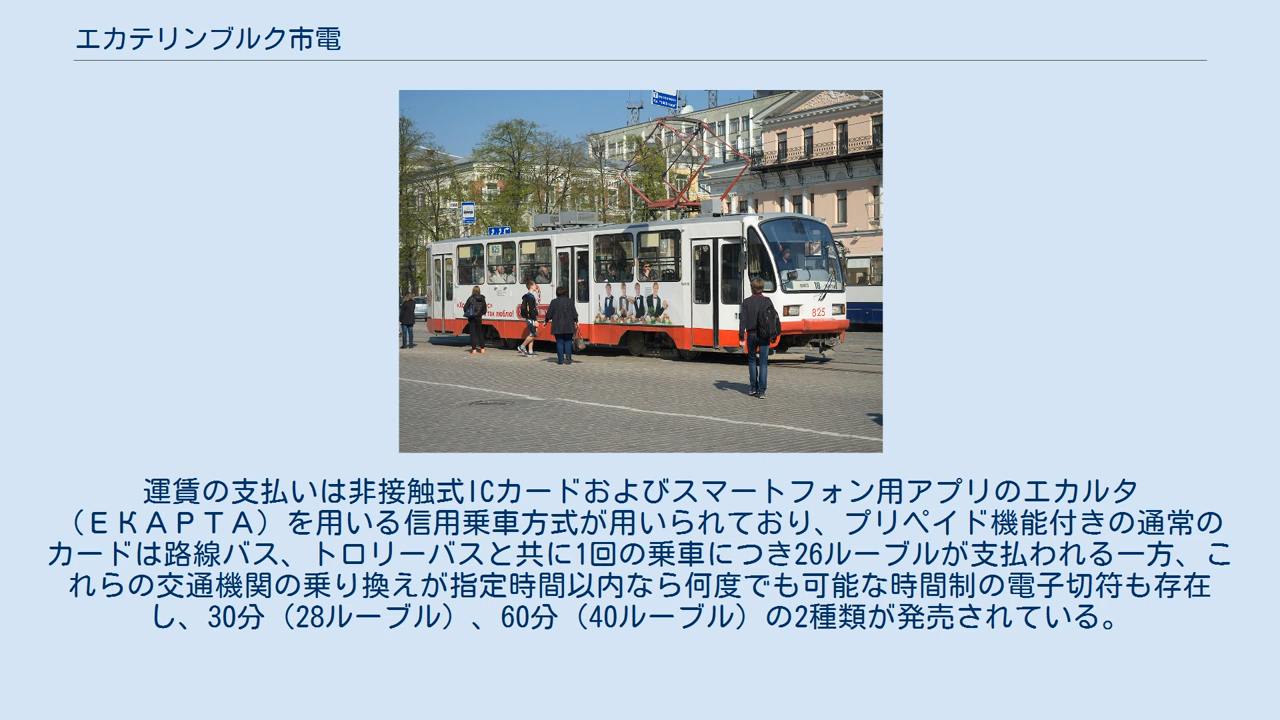 エカテリンブルク市電
825
18
825
так люблю!
運賃の支払いは非接触式ICカードおよびスマートフォン用アプリのエカルタ
（ＥＫＡＰＴＡ）を用いる信用乗車方式が用いられており、プリペイド機能付きの通常の
カードは路線バス、トロリーバスと共に1回の乗車につき26ルーブルが支払われる一方、こ
れらの交通機関の乗り換えが指定時間以内なら何度でも可能な時間制の電子切符も存在
し、30分（28ルーブル）、60分（40ルーブル）の2種類が発売されている。